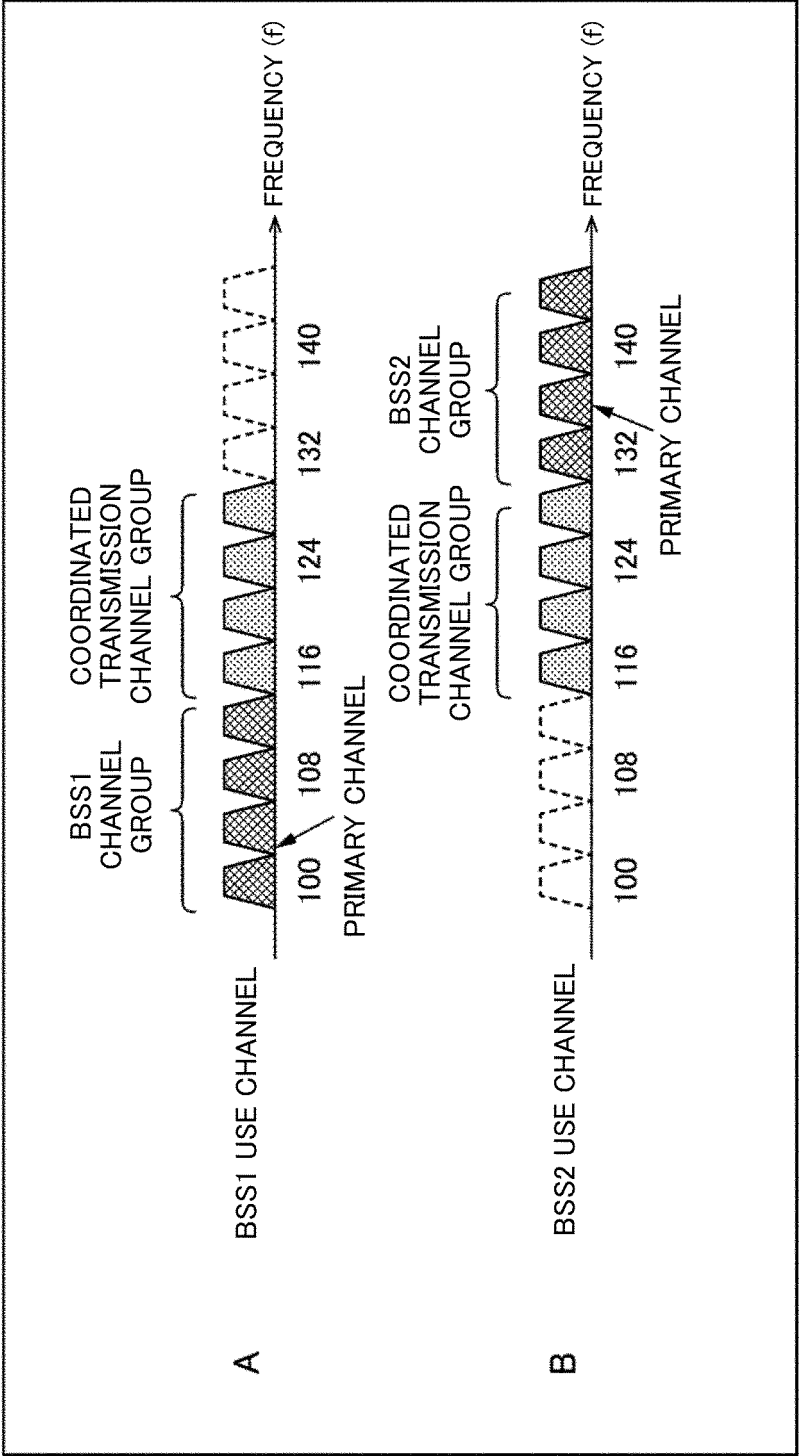 A
BSS1 USE CHANNEL
BSS1
CHANNEL
GROUP
COORDINATED
TRANSMISSION
CHANNEL GROUP
FREQUENCY (f)
100
108
116
124
132
140
PRIMARY CHANNEL
B
BSS2 USE CHANNEL
COORDINATED
TRANSMISSION
CHANNEL GROUP
BSS2
CHANNEL
GROUP
FREQUENCY (f)
100
108
116
124
132
140
PRIMARY CHANNEL